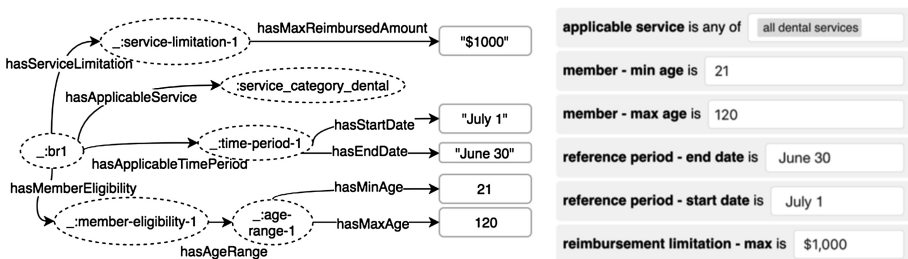 hasMaxReimbursedAmount
_:service-limitation-1
"$1000"
hasServiceLimitation
:service_category_dental
hasApplicableService
"July 1"
hasStartDate
_:time-period-1
_:br1
hasEndDate
"June 30"
hasApplicableTimePeriod
hasMemberEligibility
hasMinAge
21
_:member-eligibility-1
_:age-
range-1
hasMaxAge
120
hasAgeRange
applicable service is any of all dental services
member - min age is 21
member - max age is 120
reference period - end date is June 30
reference period - start date is July 1
reimbursement limitation - max is $1,000